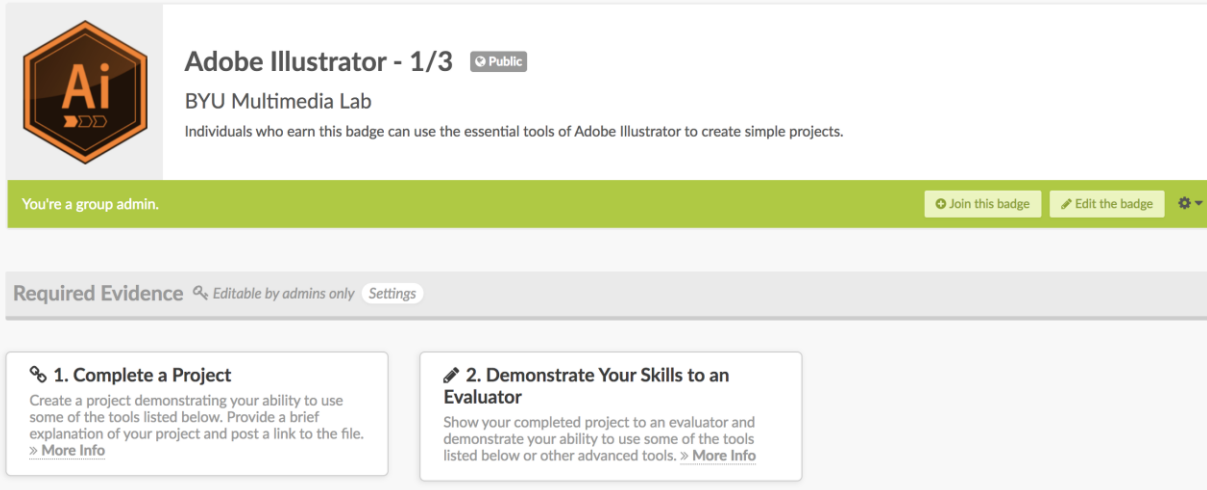 Ai
Adobe Illustrator - 1/3 Public
BYU Multimedia Lab
Individuals who earn this badge can use the essential tools of Adobe Illustrator to create simple projects.
You're a group admin.
Join this badge
Edit the badge
Required Evidence Editable by admins only Settings
1. Complete a Project
Create a project demonstrating your ability to use
some of the tools listed below. Provide a brief
explanation of your project and post a link to the file.
» More Info
2. Demonstrate Your Skills to an
Evaluator
Show your completed project to an evaluator and
demonstrate your ability to use some of the tools
listed below or other advanced tools. » More Info